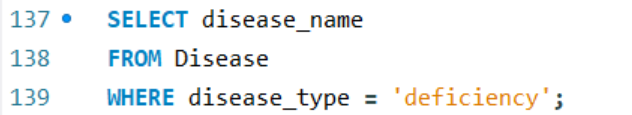 137 SELECT disease_name
138 FROM Disease
139 WHERE disease_type = 'deficiency';